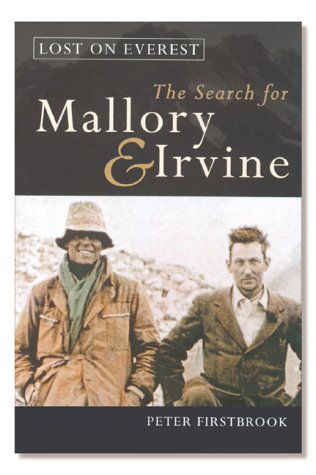 LOST ON EVEREST
The Search for
Mallory
& Irvine
PETER FIRSTBROOK